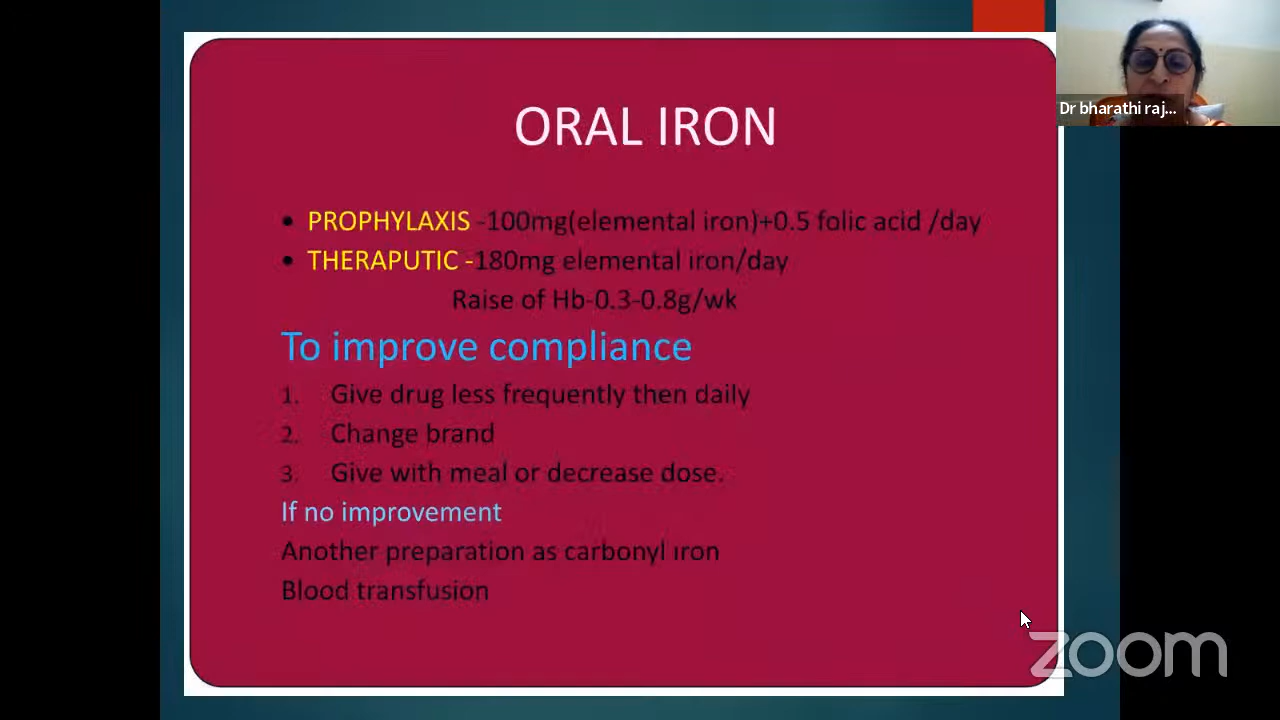 ORAL IRON
• PROPHYLAXIS -100mg(elemental iron)+0.5 folic acid /day
• THERAPUTIC -180mg elemental iron/day
Raise of Hb-0.3-0.8g/wk
To improve compliance
1. Give drug less frequently then daily
2. Change brand
3. Give with meal or decrease dose.
If no improvement
Another preparation as carbonyl iron
Blood transfusion
Dr bharathi raj...
zoom